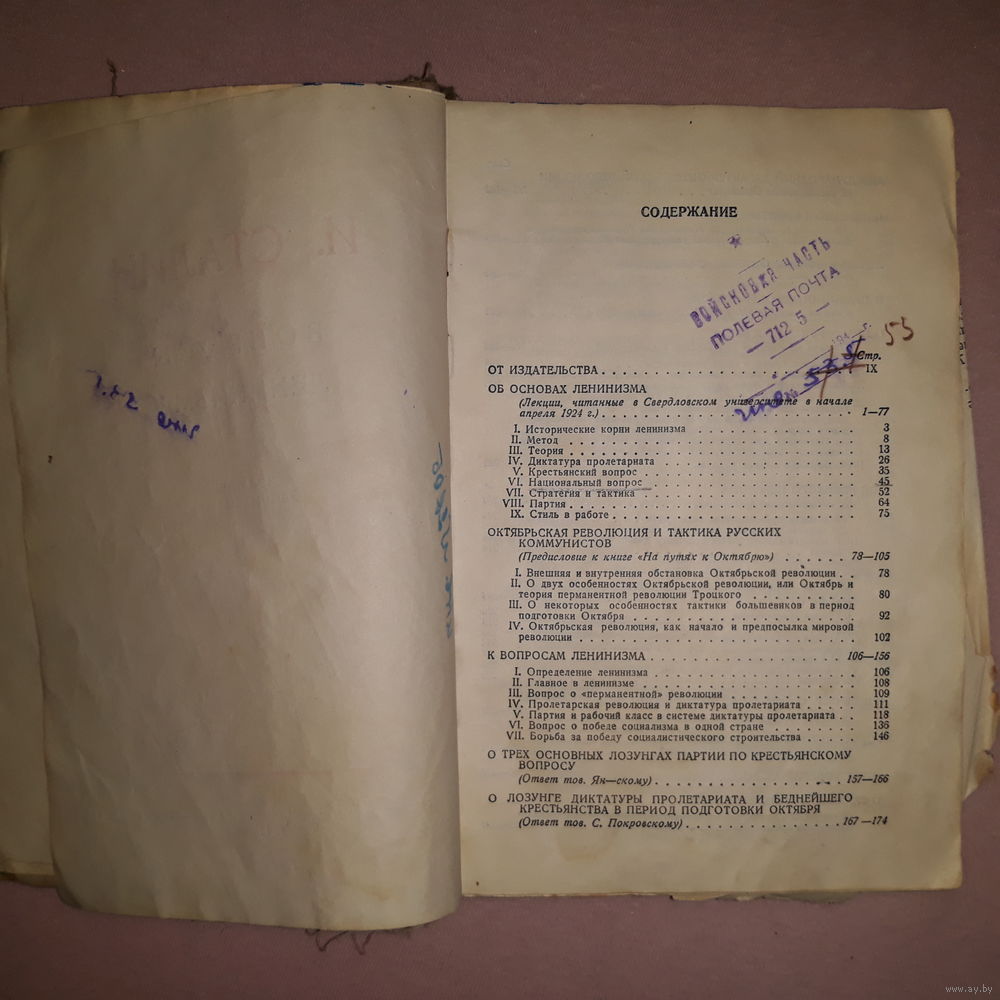 И. СТАЛИН
СОДЕРЖАНИЕ
ВОЙСКОВАЯ ЧАСТЬ
ПОЛЕВАЯ ПОЧТА
— 712 5 —
53
Стр.
ОТ ИЗДАТЕЛЬСТВА . . . IX
ОБ ОСНОВАХ ЛЕНИНИЗМА
(Лекции, читанные в Свердловском университете в начале
апреля 1924 г.) . . . 1—77
I. Исторические корни ленинизма . . . 3
II. Метод . . . 8
III. Теория . . . 13
IV. Диктатура пролетариата . . . 26
V. Крестьянский вопрос . . . 35
VI. Национальный вопрос . . . 45
VII. Стратегия и тактика . . . 52
VIII. Партия . . . 64
IX. Стиль в работе . . . 75
ОКТЯБРЬСКАЯ РЕВОЛЮЦИЯ И ТАКТИКА РУССКИХ
КОММУНИСТОВ
(Предисловие к книге «На путях к Октябрю») . . . 78—105
I. Внешняя и внутренняя обстановка Октябрьской революции . . 78
II. О двух особенностях Октябрьской революции, или Октябрь и
теория перманентной революции Троцкого . . . 80
III. О некоторых особенностях тактики большевиков в период
подготовки Октября . . . 92
IV. Октябрьская революция, как начало и предпосылка мировой
революции . . . 102
К ВОПРОСАМ ЛЕНИНИЗМА . . . 106—156
I. Определение ленинизма . . . 106
II. Главное в ленинизме . . . 108
III. Вопрос о «перманентной» революции . . . 109
IV. Пролетарская революция и диктатура пролетариата . . . 111
V. Партия и рабочий класс в системе диктатуры пролетариата . . 118
VI. Вопрос о победе социализма в одной стране . . . 136
VII. Борьба за победу социалистического строительства . . . 146
О ТРЕХ ОСНОВНЫХ ЛОЗУНГАХ ПАРТИИ ПО КРЕСТЬЯНСКОМУ
ВОПРОСУ
(Ответ тов. Ян—скому) . . . 157—166
О ЛОЗУНГЕ ДИКТАТУРЫ ПРОЛЕТАРИАТА И БЕДНЕЙШЕГО
КРЕСТЬЯНСТВА В ПЕРИОД ПОДГОТОВКИ ОКТЯБРЯ
(Ответ тов. С. Покровскому) . . . 167—174
www.ay.by